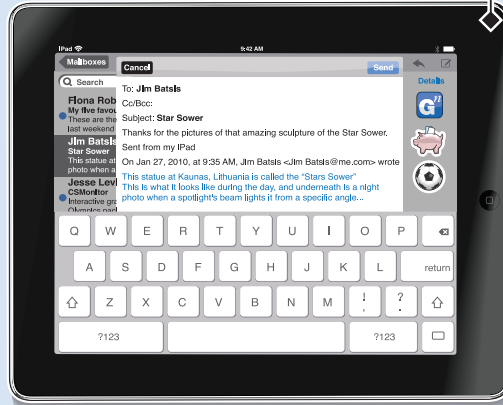 iPad 9:42 AM
Mailboxes
Cancel
Send
Search
Details
Fiona Rob
My five favou
These are the
last weekend
Jim Batsis
Star Sower
This statue at
photo when a
Jesse Levi
CSMonitor
Interactive gra
Olympics
To: Jim Batsis
Cc/Bcc:
Subject: Star Sower
Thanks for the pictures of that amazing sculpture of the Star Sower.
Sent from my iPad
On Jan 27, 2010, at 9:35 AM, Jim Batsis <Jim Batsis@me.com> wrote
This statue at Kaunas, Lithuania is called the "Stars Sower"
This is what it looks like during the day, and underneath is a night
photo when a spotlight's beam lights it from a specific angle...
Gⁿ
Q W E R T Y U I O P
A S D F G H J K L return
Z X C V B N M ! , ? .
?123 ?123